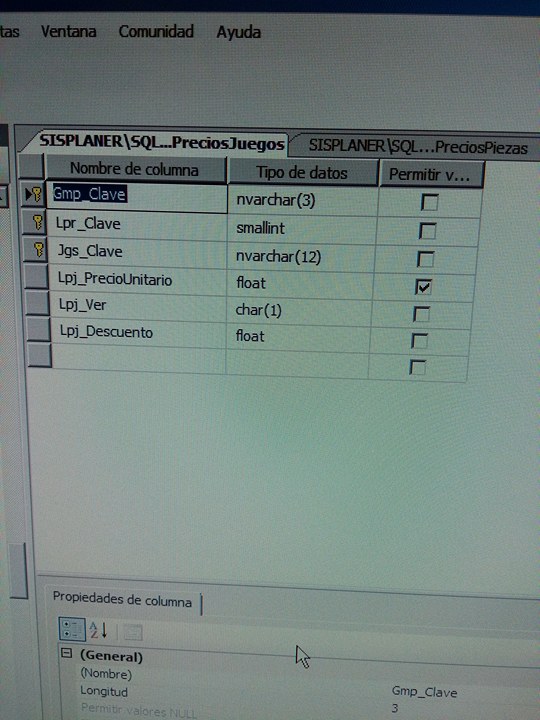 tas Ventana Comunidad Ayuda
SISPLANER\SQL...PreciosJuegos SISPLANER\SQL...PreciosPiezas
Nombre de columna Tipo de datos Permitir v...
Gmp_Clave nvarchar(3)
Lpr_Clave smallint
Jgs_Clave nvarchar(12)
Lpj_PrecioUnitario float
Lpj_Ver char(1)
Lpj_Descuento float
Propiedades de columna
(General)
(Nombre) Gmp_Clave
Longitud 3
Permitir valores NULL